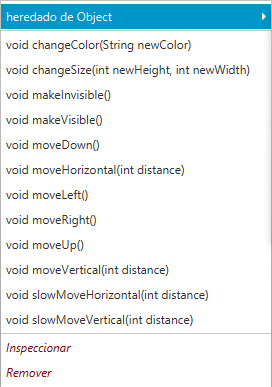 heredado de Object
void changeColor(String newColor)
void changeSize(int newHeight, int newWidth)
void makeInvisible()
void makeVisible()
void moveDown()
void moveHorizontal(int distance)
void moveLeft()
void moveRight()
void moveUp()
void moveVertical(int distance)
void slowMoveHorizontal(int distance)
void slowMoveVertical(int distance)
Inspeccionar
Remover